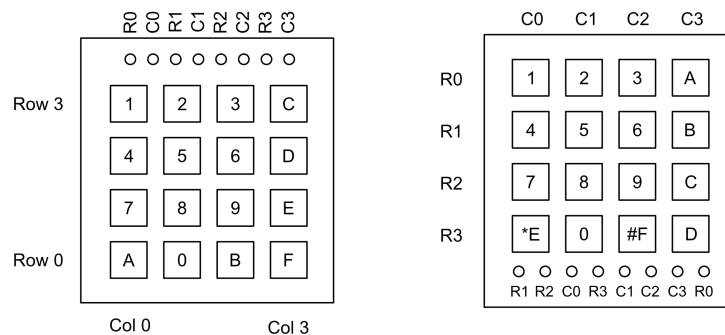 R0 C0 R1 C1 R2 C2 R3 C3
Row 3 1 2 3 C
4 5 6 D
7 8 9 E
Row 0 A 0 B F
Col 0 Col 3
C0 C1 C2 C3
R0 1 2 3 A
R1 4 5 6 B
R2 7 8 9 C
R3 *E 0 #F D
R1 R2 C0 R3 C1 C2 C3 R0